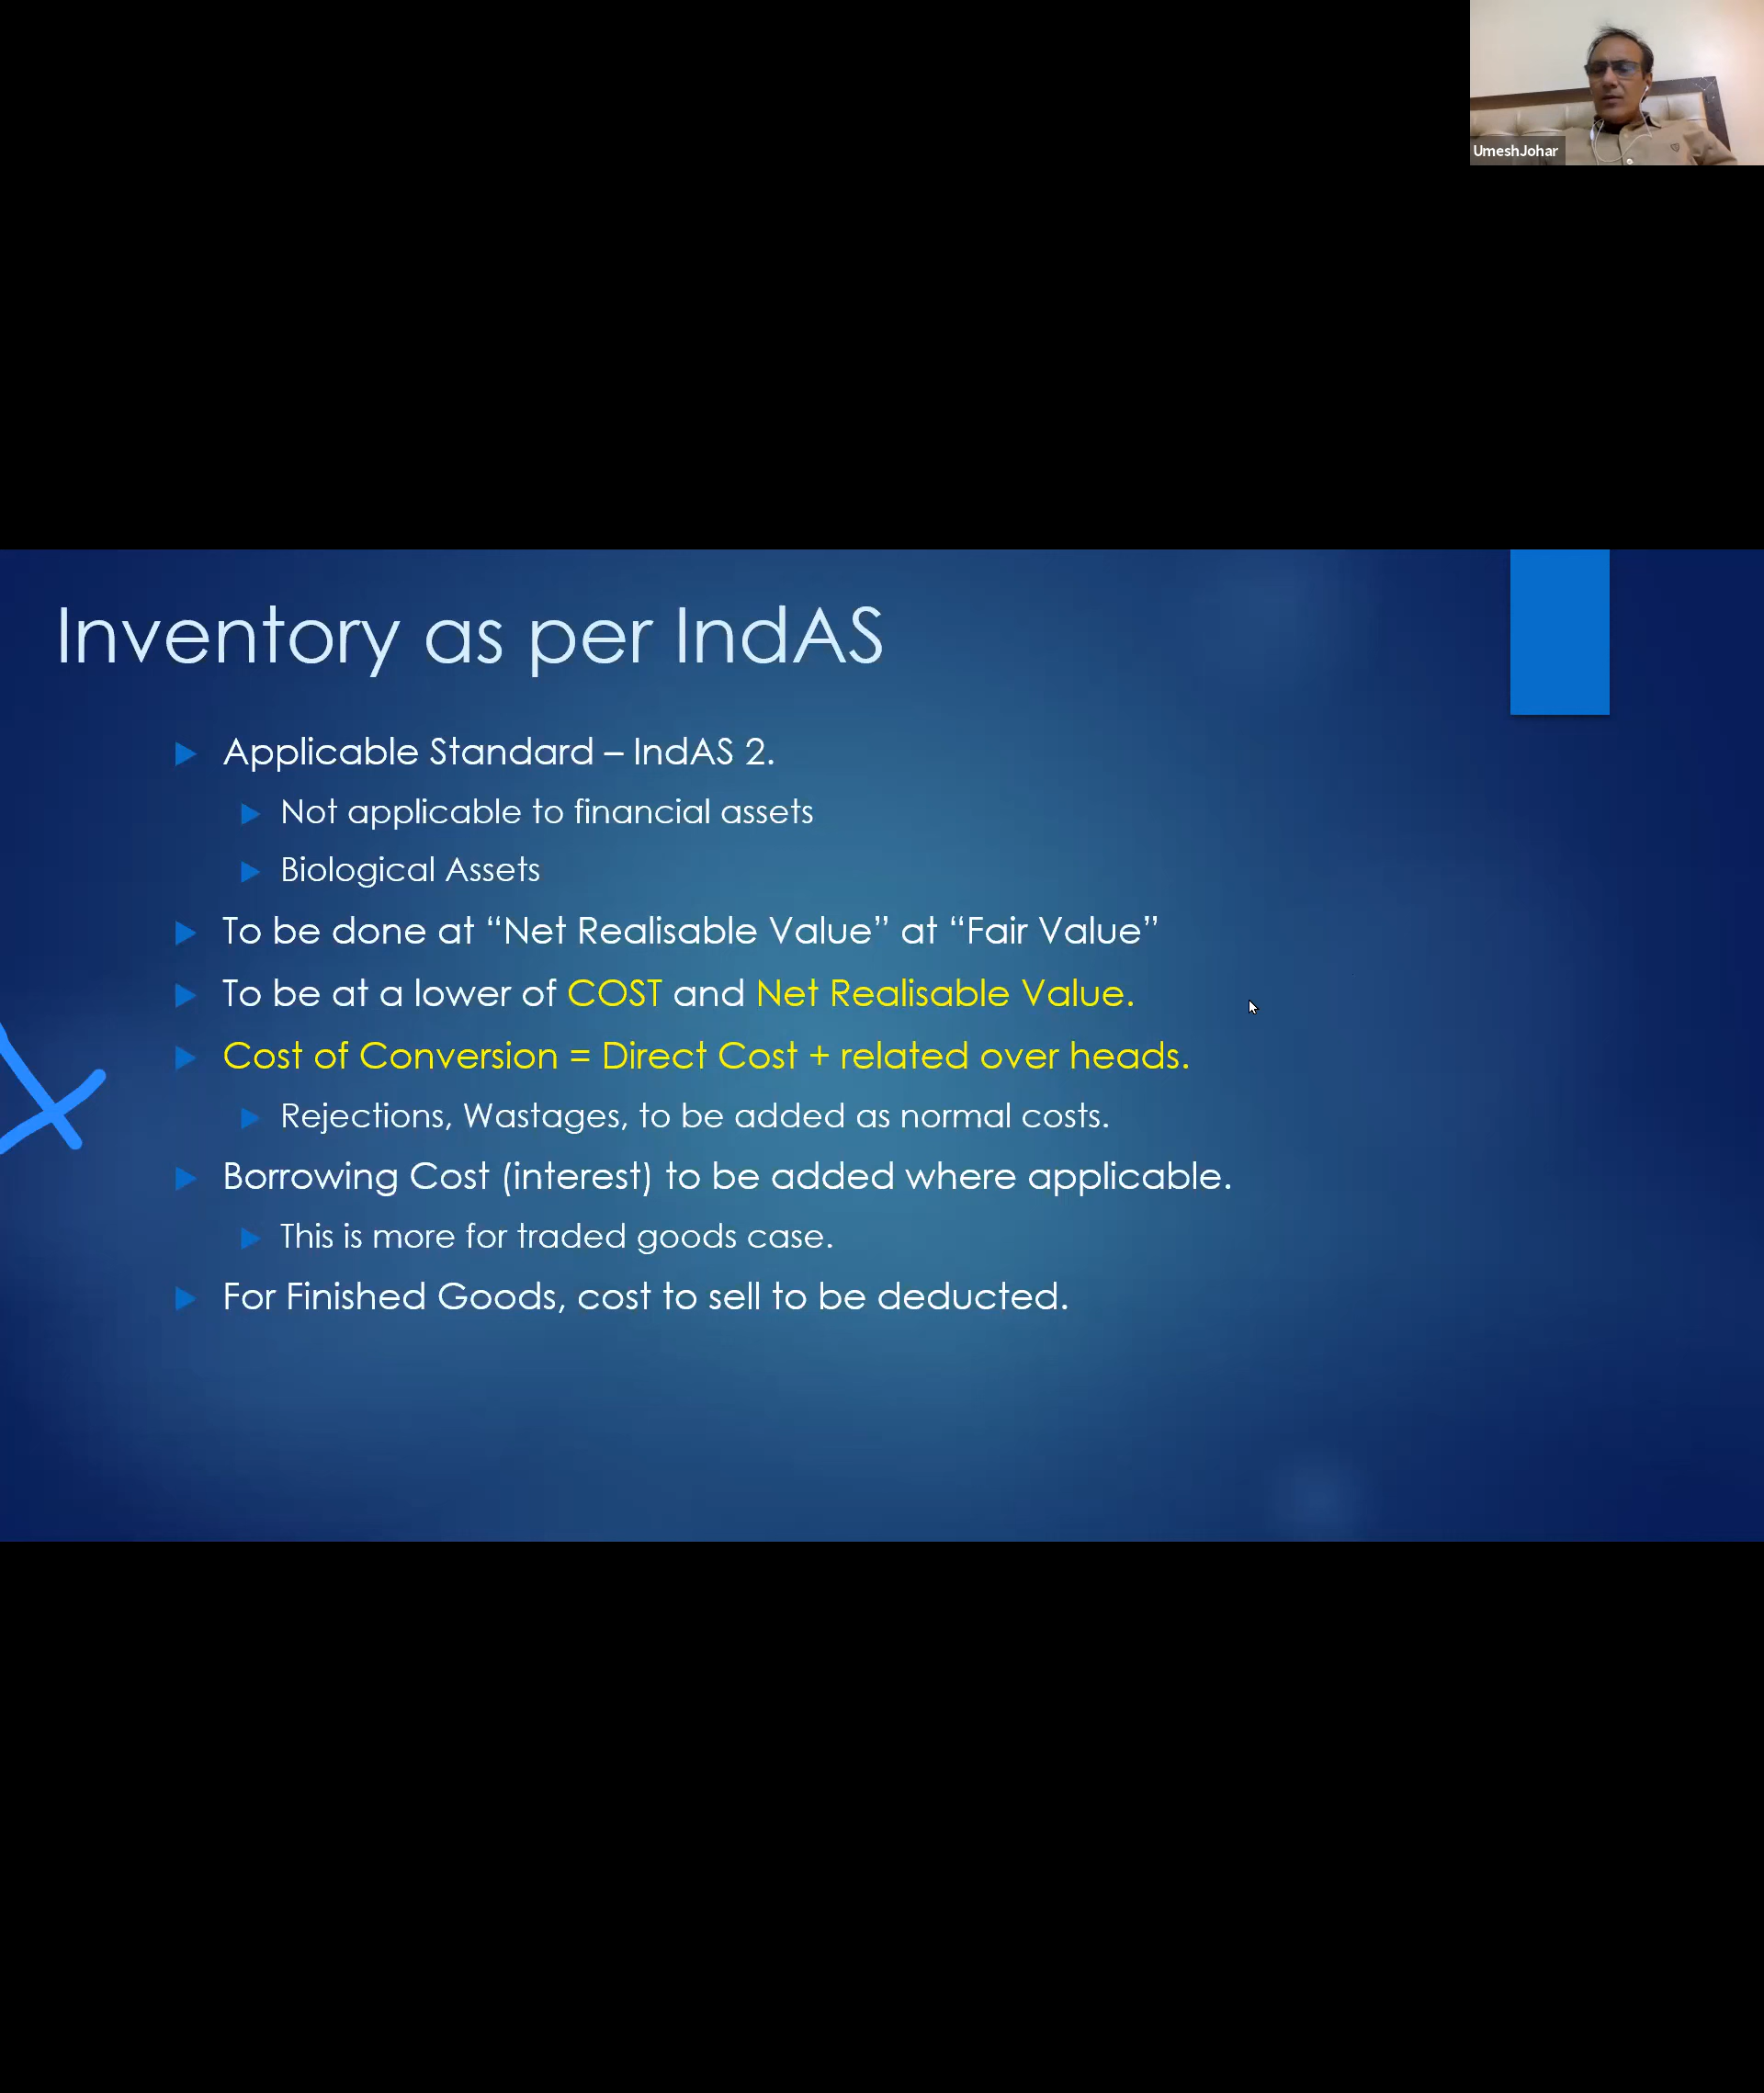 UmeshJohar
Inventory as per IndAS
Applicable Standard – IndAS 2.
Not applicable to financial assets
Biological Assets
To be done at “Net Realisable Value” at “Fair Value”
To be at a lower of COST and Net Realisable Value.
Cost of Conversion = Direct Cost + related over heads.
Rejections, Wastages, to be added as normal costs.
Borrowing Cost (interest) to be added where applicable.
This is more for traded goods case.
For Finished Goods, cost to sell to be deducted.